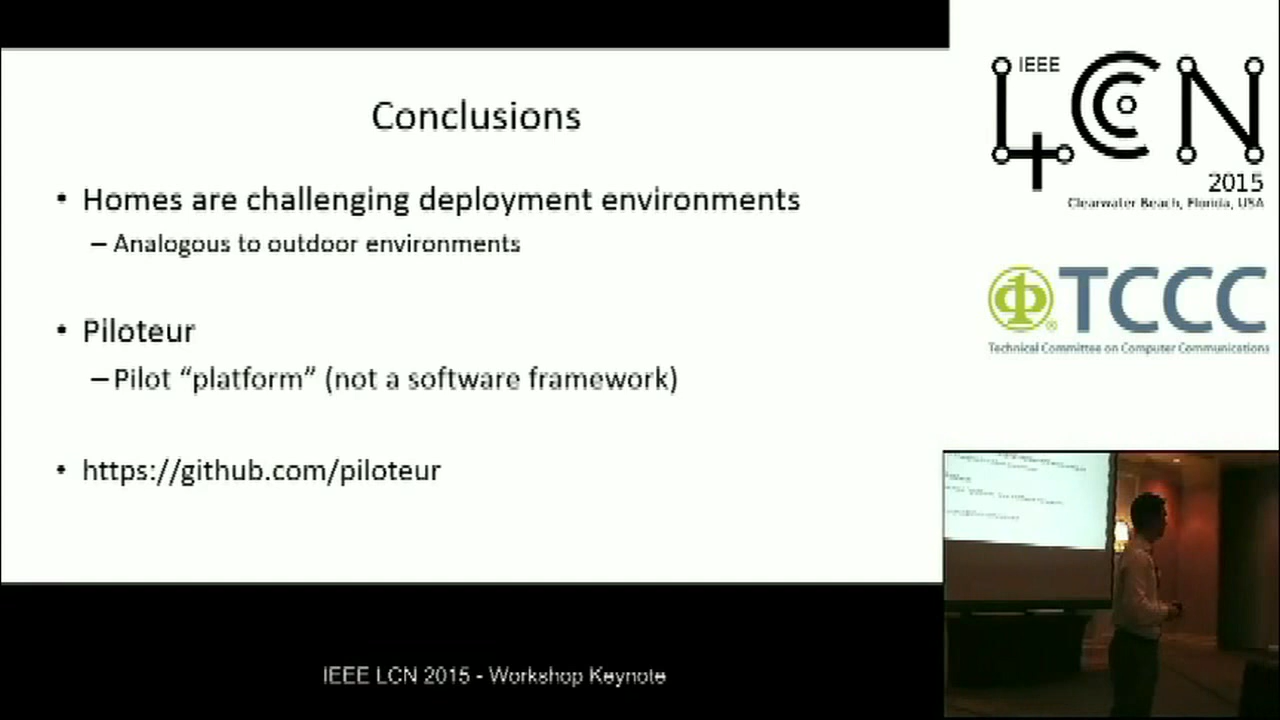 Conclusions
• Homes are challenging deployment environments
– Analogous to outdoor environments
• Piloteur
– Pilot “platform” (not a software framework)
• https://github.com/piloteur
IEEE
LCN
2015
Clearwater Beach, Florida, USA
TCCC
Technical Committee on Computer Communications
IEEE LCN 2015 - Workshop Keynote